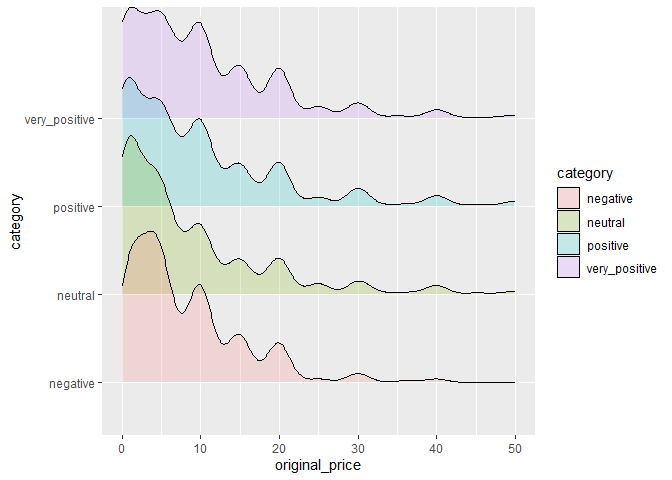 category
very_positive
positive
neutral
negative
0
10
20
30
40
50
original_price
category
negative
neutral
positive
very_positive